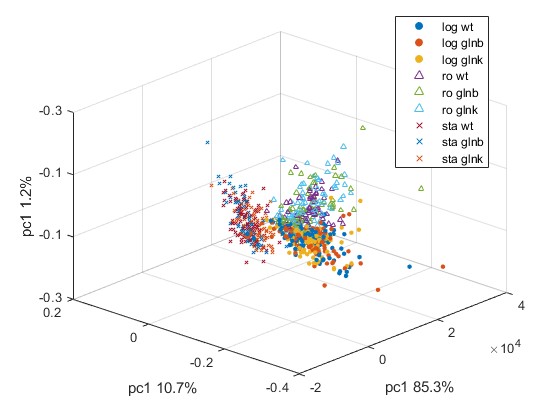 log wt
log glnb
log glnk
ro wt
ro glnb
ro glnk
sta wt
sta glnb
sta glnk
-0.3
-0.1
-0.1
-0.3
pc1 1.2%
0.2
0
-0.2
-0.4
pc1 10.7%
-2
0
2
4
×10⁴
pc1 85.3%